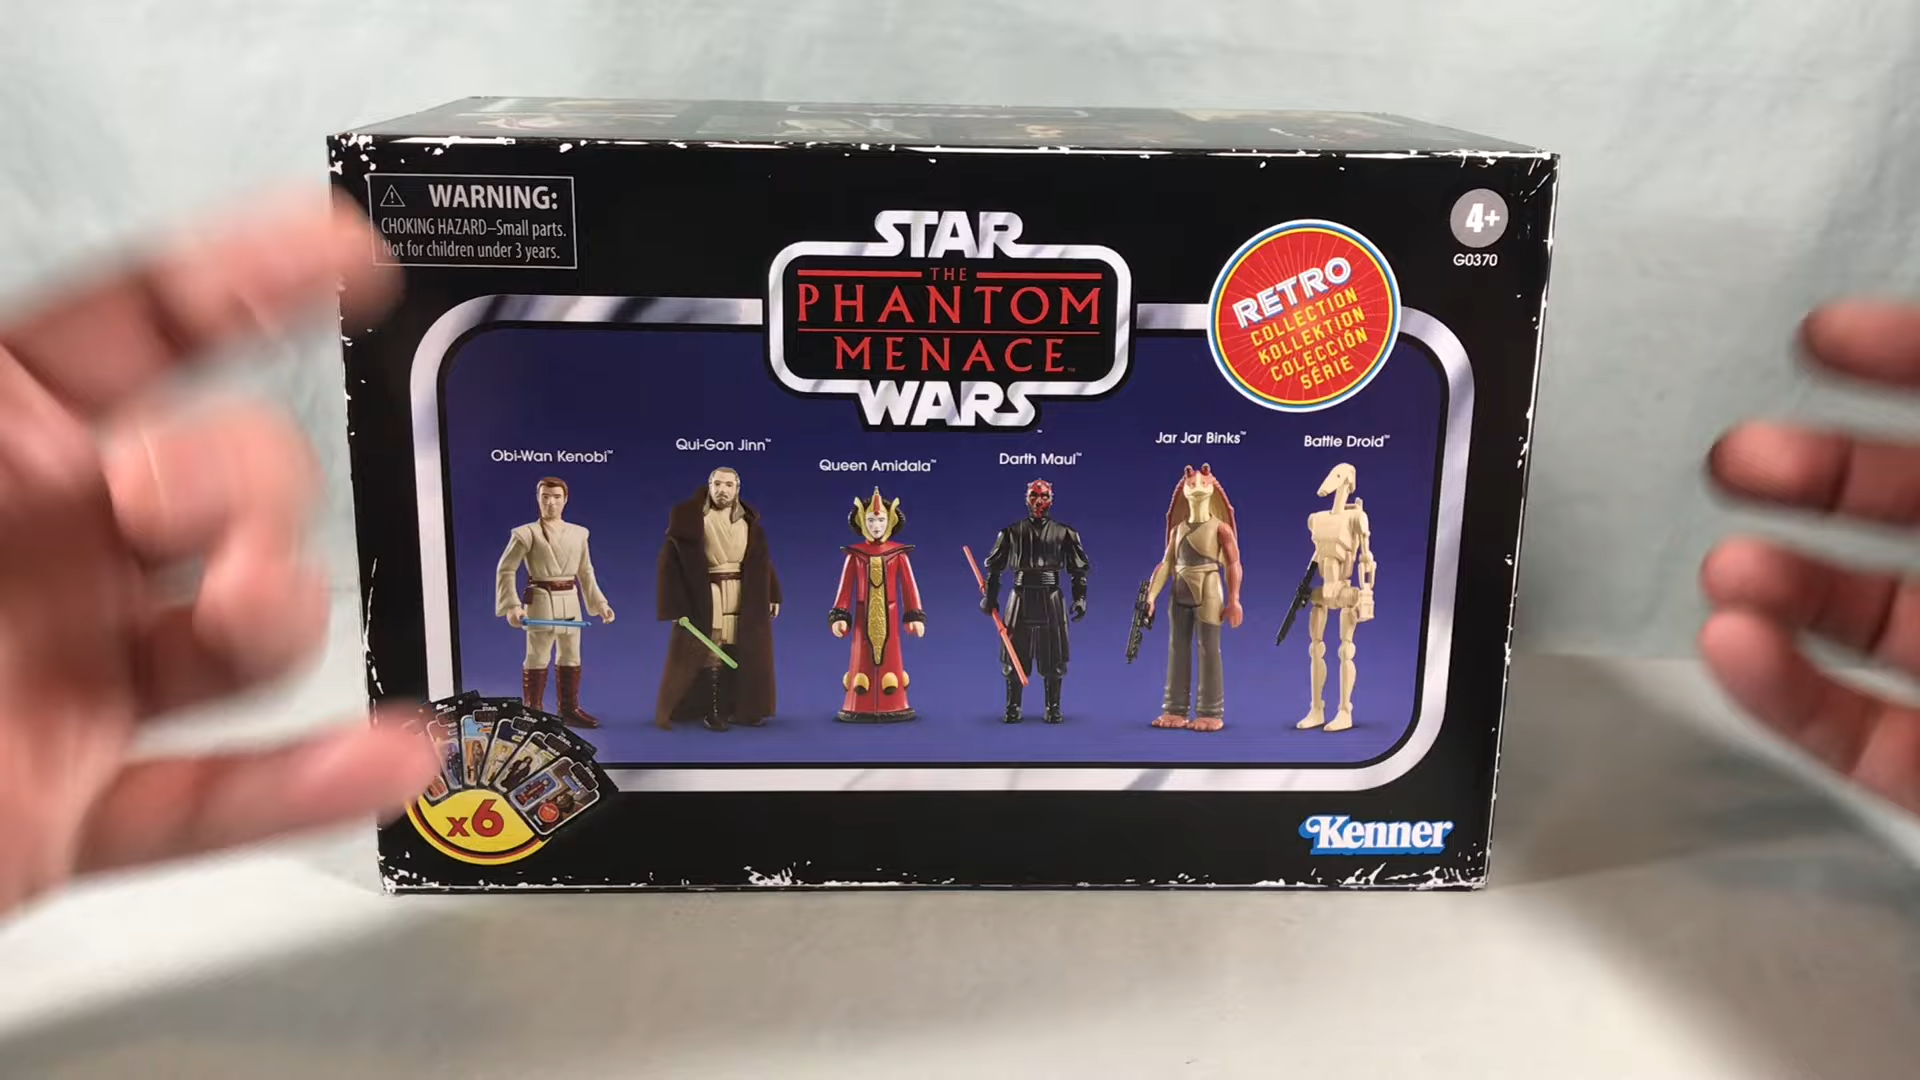 WARNING:
CHOKING HAZARD–Small parts.
Not for children under 3 years.
STAR
THE
PHANTOM
MENACE™
WARS™
RETRO
COLLECTION
KOLLEKTION
COLECCIÓN
SÉRIE
4+
G0370
Obi-Wan Kenobi™
Qui-Gon Jinn™
Queen Amidala™
Darth Maul™
Jar Jar Binks™
Battle Droid™
x6
Kenner